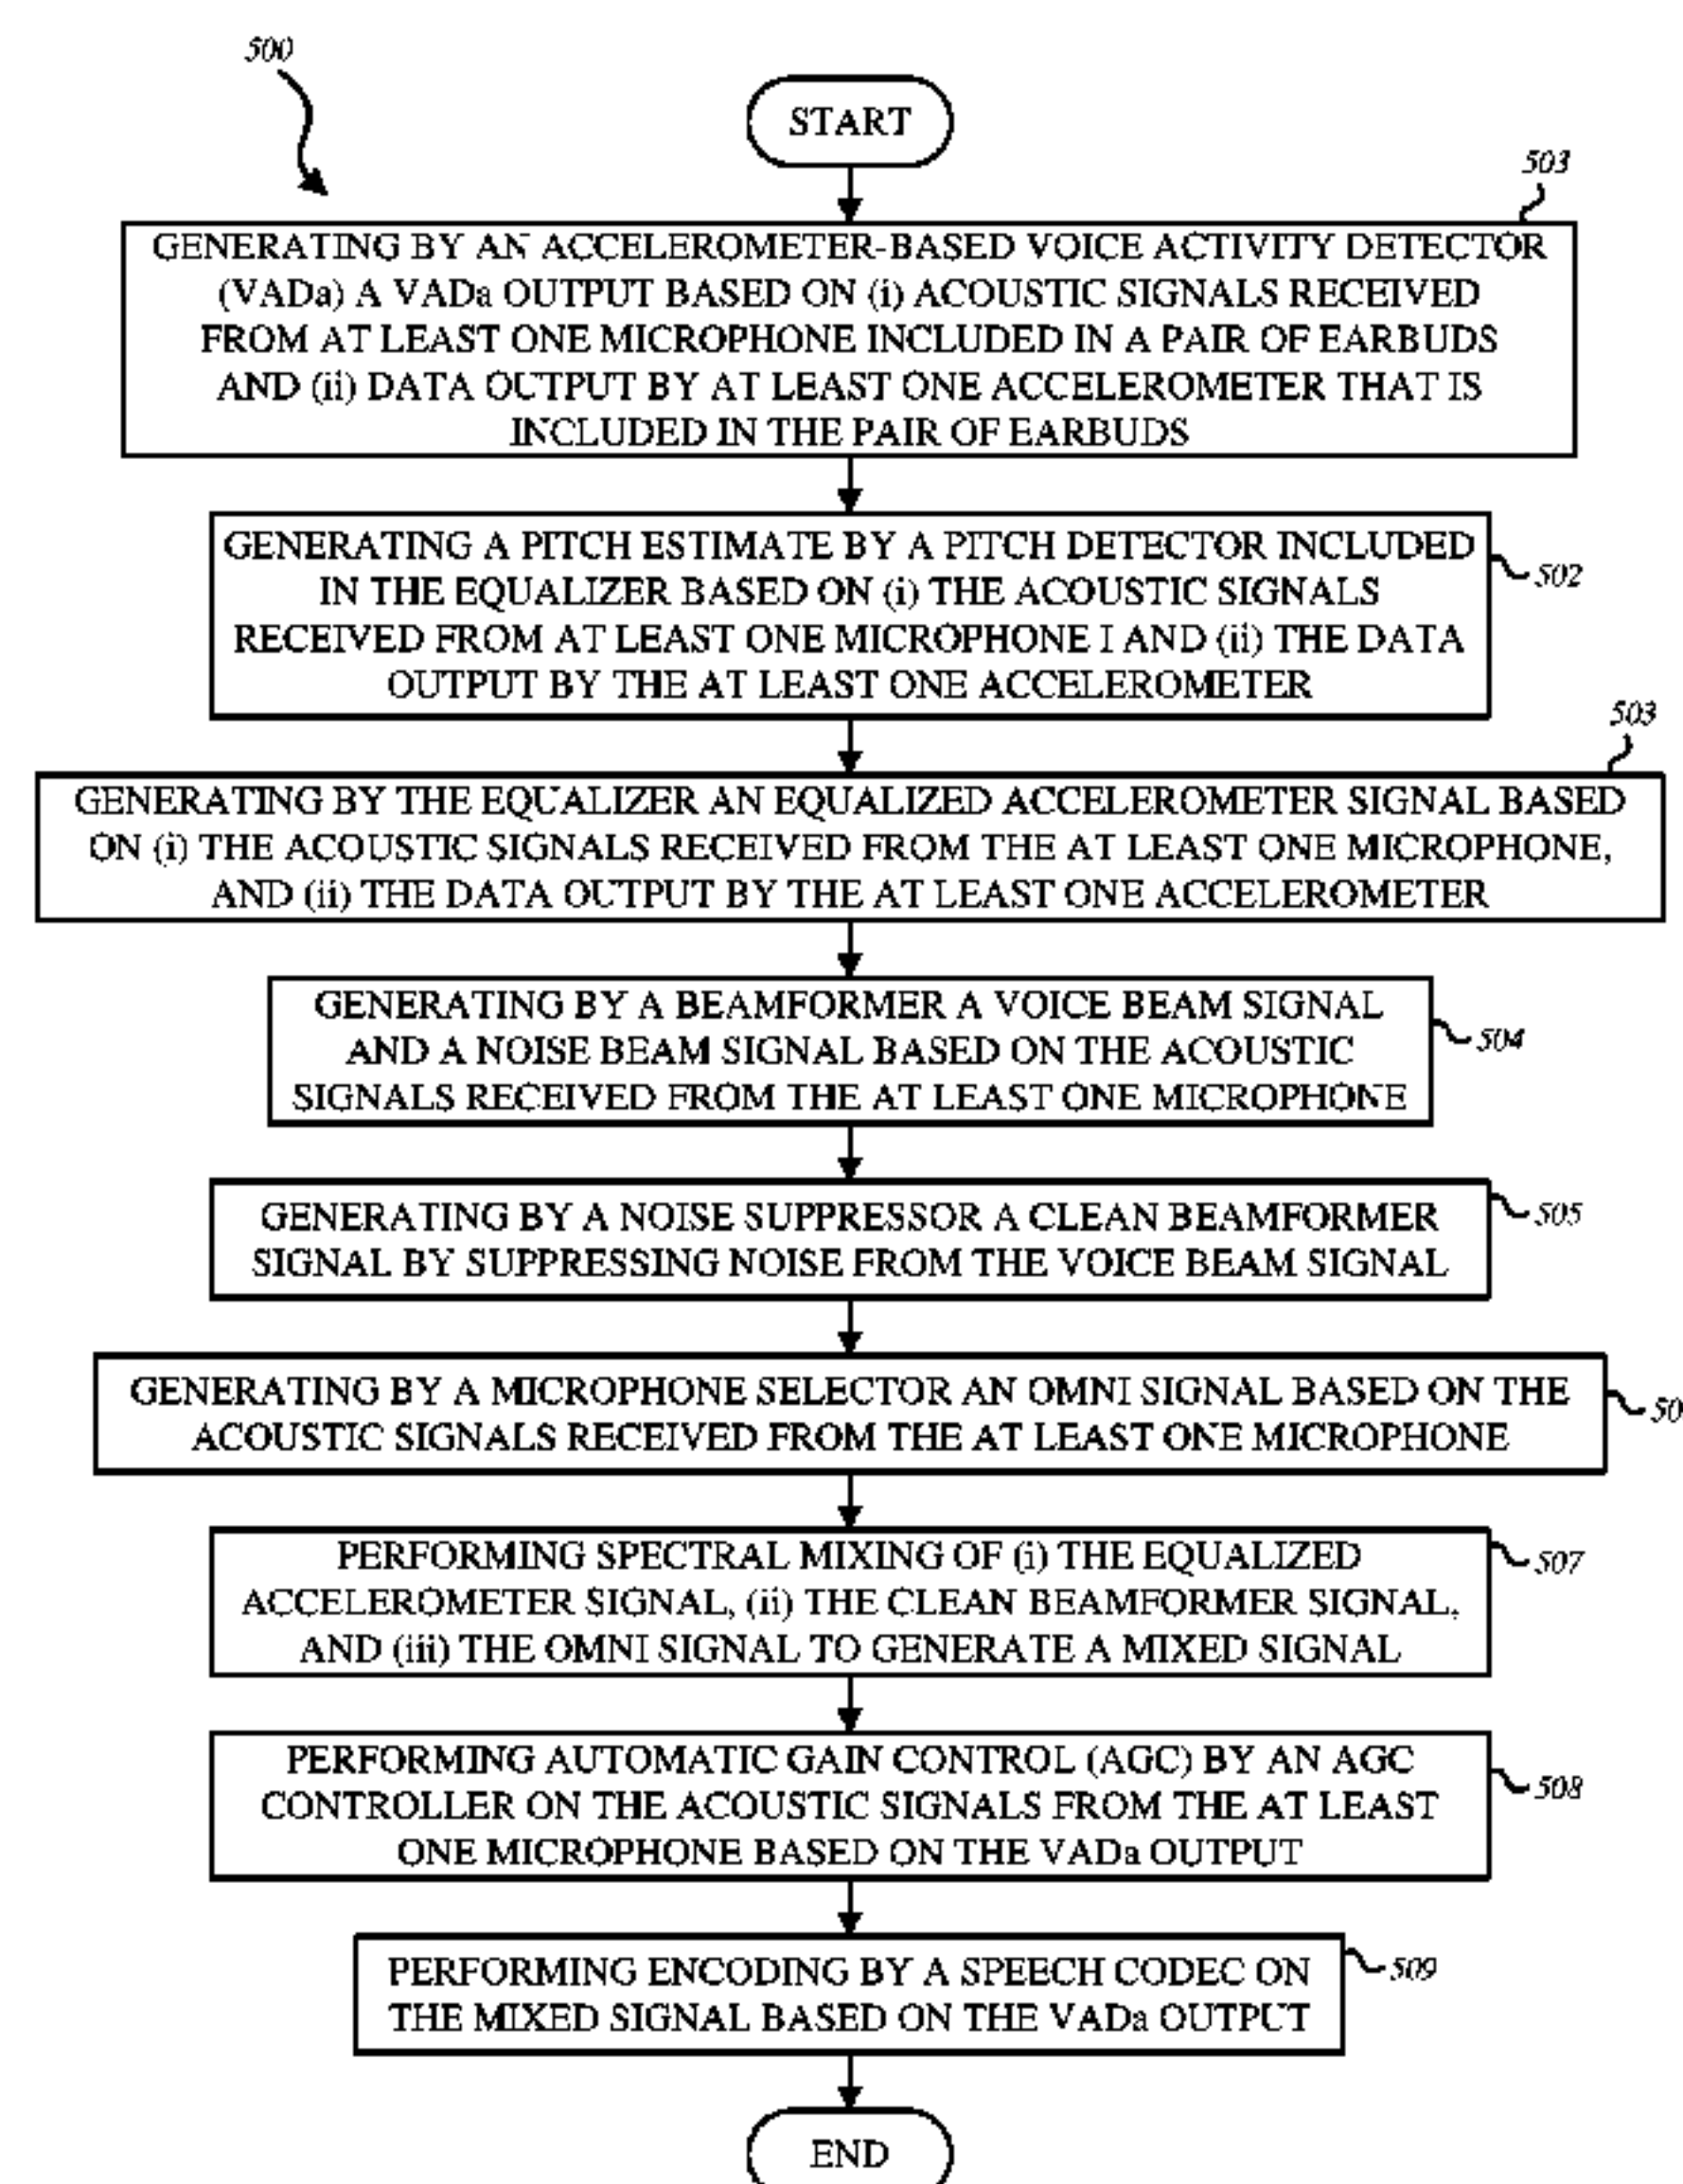 500
START
503
GENERATING BY AN ACCELEROMETER-BASED VOICE ACTIVITY DETECTOR
(VADa) A VADa OUTPUT BASED ON (i) ACOUSTIC SIGNALS RECEIVED
FROM AT LEAST ONE MICROPHONE INCLUDED IN A PAIR OF EARBUDS
AND (ii) DATA OUTPUT BY AT LEAST ONE ACCELEROMETER THAT IS
INCLUDED IN THE PAIR OF EARBUDS
GENERATING A PITCH ESTIMATE BY A PITCH DETECTOR INCLUDED
IN THE EQUALIZER BASED ON (i) THE ACOUSTIC SIGNALS
RECEIVED FROM AT LEAST ONE MICROPHONE I AND (ii) THE DATA
OUTPUT BY THE AT LEAST ONE ACCELEROMETER
502
503
GENERATING BY THE EQUALIZER AN EQUALIZED ACCELEROMETER SIGNAL BASED
ON (i) THE ACOUSTIC SIGNALS RECEIVED FROM THE AT LEAST ONE MICROPHONE,
AND (ii) THE DATA OUTPUT BY THE AT LEAST ONE ACCELEROMETER
GENERATING BY A BEAMFORMER A VOICE BEAM SIGNAL
AND A NOISE BEAM SIGNAL BASED ON THE ACOUSTIC
SIGNALS RECEIVED FROM THE AT LEAST ONE MICROPHONE
504
GENERATING BY A NOISE SUPPRESSOR A CLEAN BEAMFORMER
SIGNAL BY SUPPRESSING NOISE FROM THE VOICE BEAM SIGNAL
505
GENERATING BY A MICROPHONE SELECTOR AN OMNI SIGNAL BASED ON THE
ACOUSTIC SIGNALS RECEIVED FROM THE AT LEAST ONE MICROPHONE
50
PERFORMING SPECTRAL MIXING OF (i) THE EQUALIZED
ACCELEROMETER SIGNAL, (ii) THE CLEAN BEAMFORMER SIGNAL,
AND (iii) THE OMNI SIGNAL TO GENERATE A MIXED SIGNAL
507
PERFORMING AUTOMATIC GAIN CONTROL (AGC) BY AN AGC
CONTROLLER ON THE ACOUSTIC SIGNALS FROM THE AT LEAST
ONE MICROPHONE BASED ON THE VADa OUTPUT
508
PERFORMING ENCODING BY A SPEECH CODEC ON
THE MIXED SIGNAL BASED ON THE VADa OUTPUT
509
END